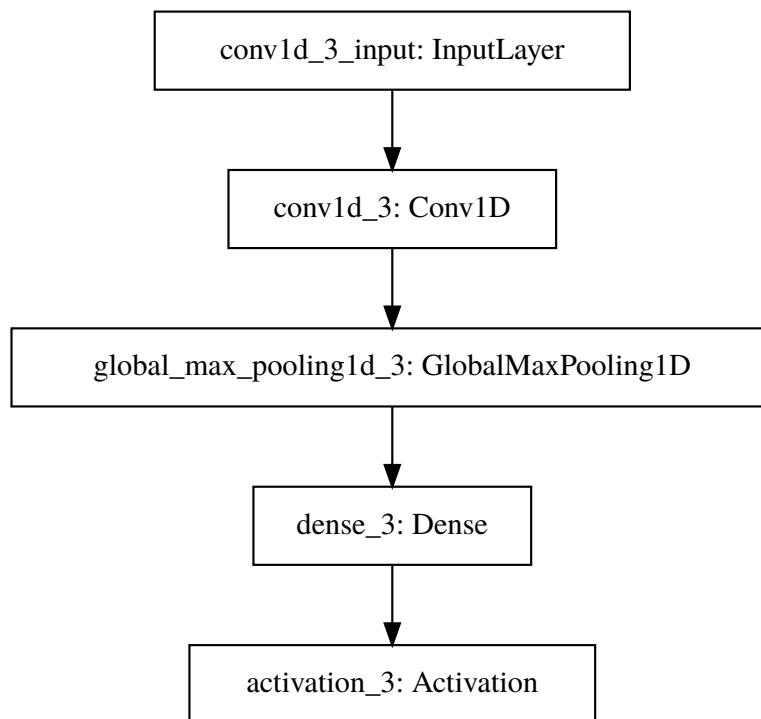 conv1d_3_input: InputLayer
conv1d_3: Conv1D
global_max_pooling1d_3: GlobalMaxPooling1D
dense_3: Dense
activation_3: Activation